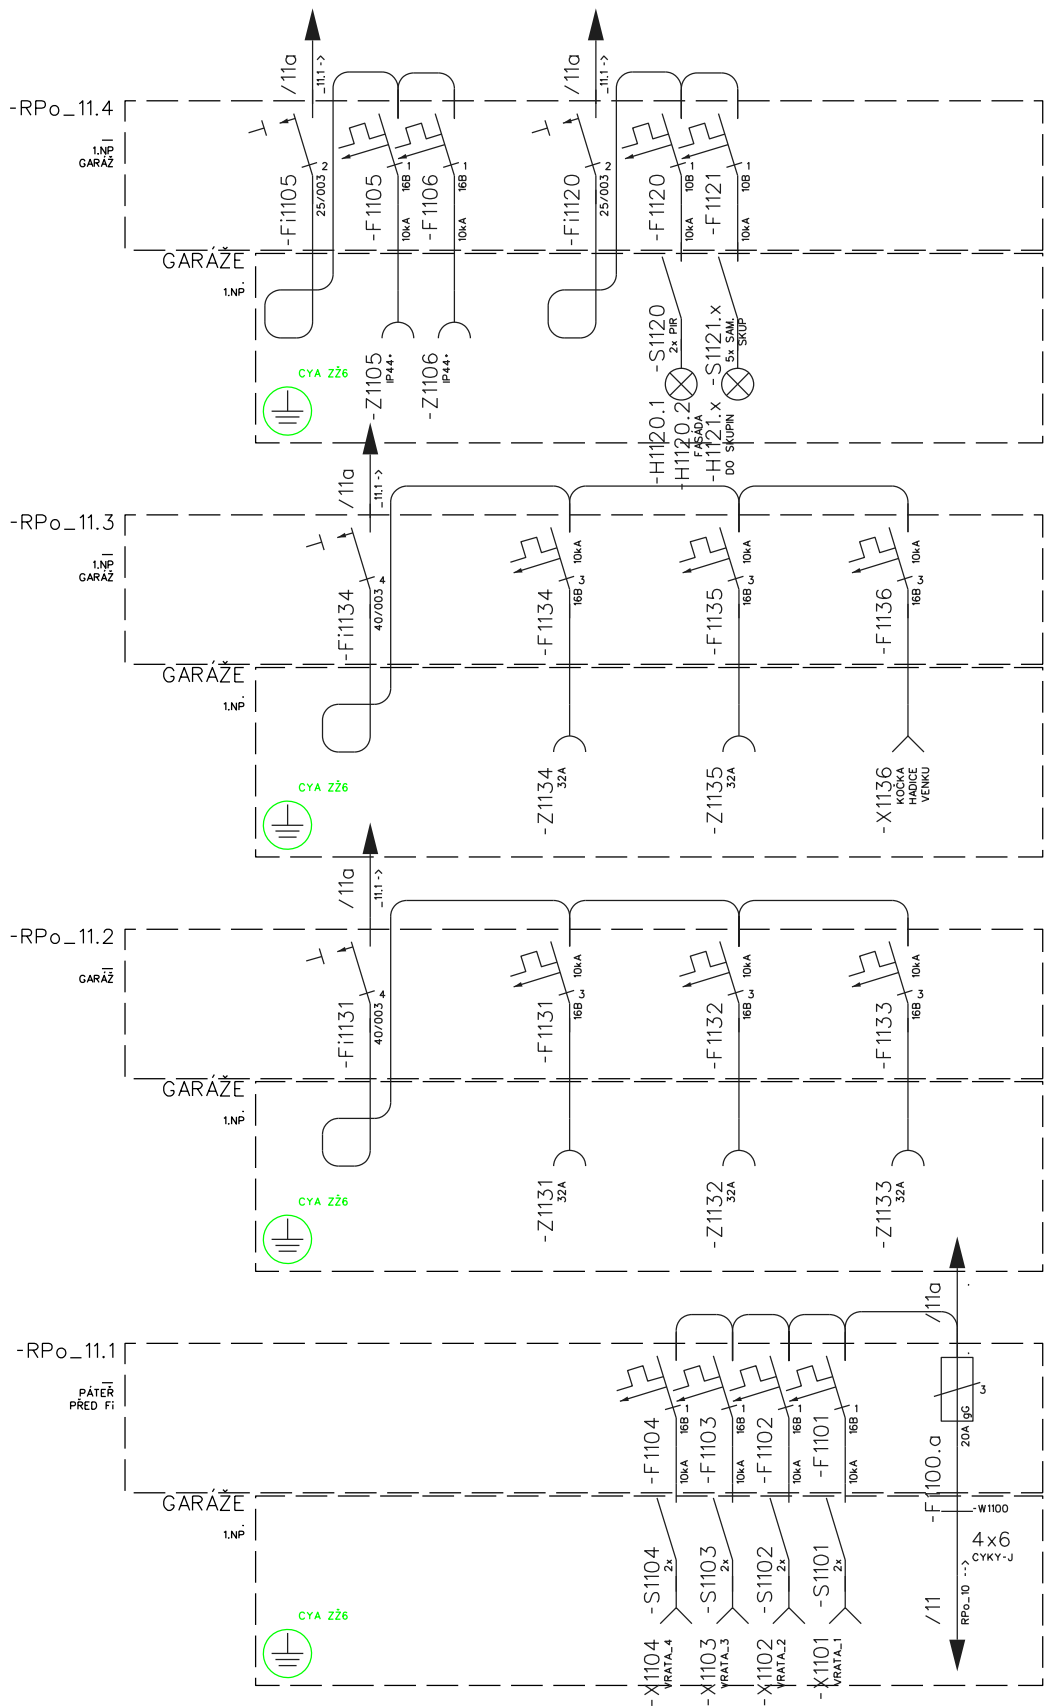 /11a
_11.1 ->
/11a
_11.1 ->
-RPo_11.4
1.NP
GARÁŽ
-Fi1105
2
25/003
-F1105
1
16B
10kA
-F1106
1
16B
10kA
-Fi1120
2
25/003
-F1120
1
10B
10kA
-F1121
1
10B
10kA
GARÁŽE
1.NP.
CYA ZŽ6
-Z1105
IP44+
-Z1106
IP44+
-S1120
2x PIR
-S1121.x
5x SAM.
SKUP
-H1120.1
-H1120.2
FASÁDA
-H1121.x
DO SKUPIN
/11a
_11.1 ->
-RPo_11.3
1.NP
GARÁŽ
-Fi1134
4
40/003
-F1134
10kA
3
16B
-F1135
10kA
3
16B
-F1136
10kA
3
16B
GARÁŽE
1.NP.
CYA ZŽ6
-Z1134
32A
-Z1135
32A
-X1136
KOČKA
HADICE
VENKU
/11a
_11.1 ->
-RPo_11.2
GARÁŽ
-Fi1131
4
40/003
-F1131
10kA
3
16B
-F1132
10kA
3
16B
-F1133
10kA
3
16B
GARÁŽE
1.NP.
CYA ZŽ6
-Z1131
32A
-Z1132
32A
-Z1133
32A
/11a
-RPo_11.1
PÁTEŘ
PŘED Fi
-F1104
1
16B
10kA
-F1103
1
16B
10kA
-F1102
1
16B
10kA
-F1101
1
16B
10kA
-F1100.a
3
20A gG
GARÁŽE
1.NP.
CYA ZŽ6
-S1104
2x
-S1103
2x
-S1102
2x
-S1101
2x
-W1100
4x6
CYKY-J
/11
RPo_10 -->
-X1104
VRATA_4
-X1103
VRATA_3
-X1102
VRATA_2
-X1101
VRATA_1